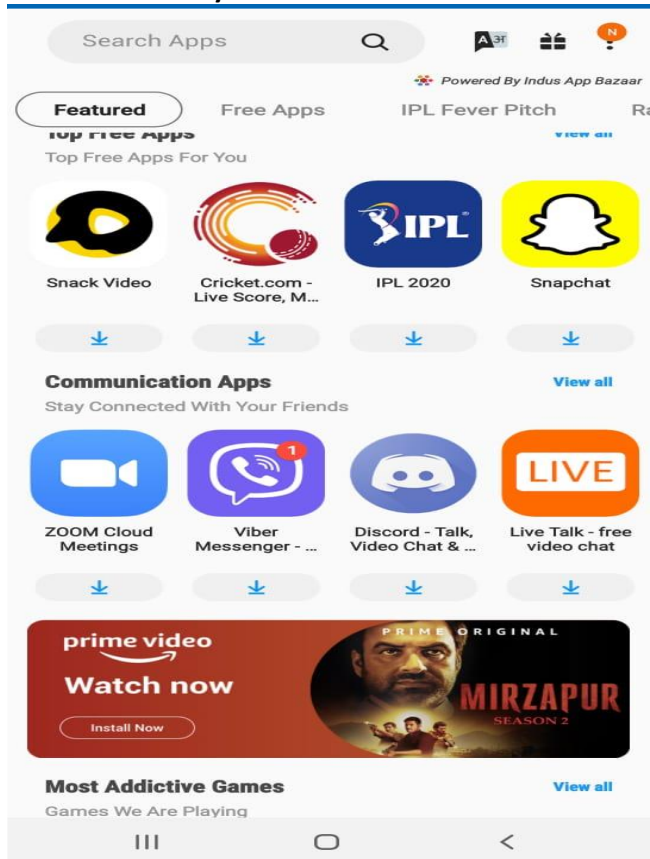 Search Apps
A अ
N
Powered By Indus App Bazaar
Featured Free Apps IPL Fever Pitch Ra
Top Free Apps View all
Top Free Apps For You
IPL
Snack Video Cricket.com - IPL 2020 Snapchat
Live Score, M...
Communication Apps View all
Stay Connected With Your Friends
1
LIVE
ZOOM Cloud Viber Discord - Talk, Live Talk - free
Meetings Messenger - ... Video Chat & ... video chat
prime video PRIME ORIGINAL
Watch now MIRZAPUR
SEASON 2
Install Now
Most Addictive Games View all
Games We Are Playing